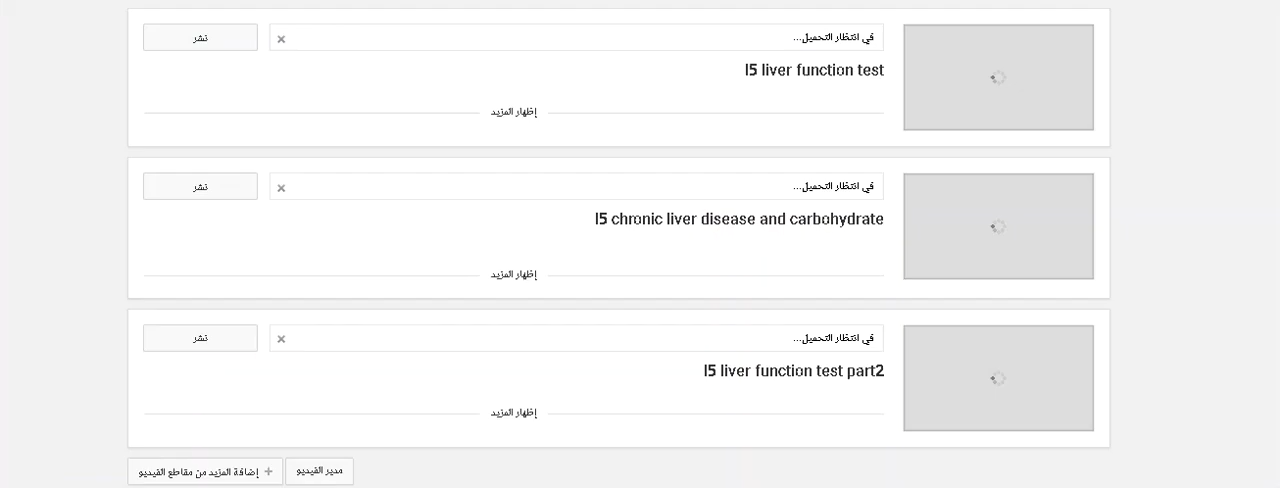 في انتظار التحميل...
نشر
l5 liver function test
إظهار المزيد
في انتظار التحميل...
نشر
l5 chronic liver disease and carbohydrate
إظهار المزيد
في انتظار التحميل...
نشر
l5 liver function test part2
إظهار المزيد
مدير الفيديو
+ إضافة المزيد من مقاطع الفيديو